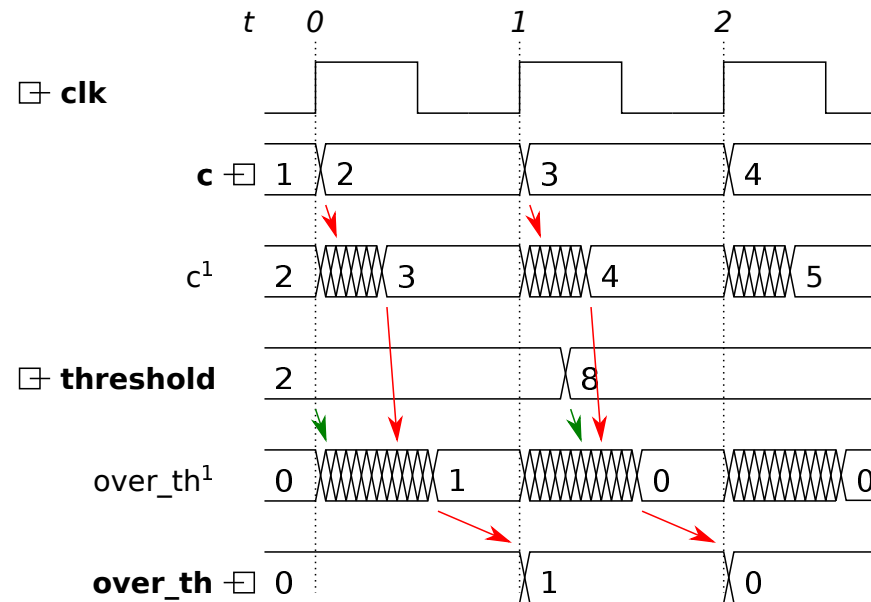 t 0 1 2
clk
c 1 2 3 4
c¹ 2 3 4 5
threshold 2 8
over_th¹ 0 1 0 0
over_th 0 1 0